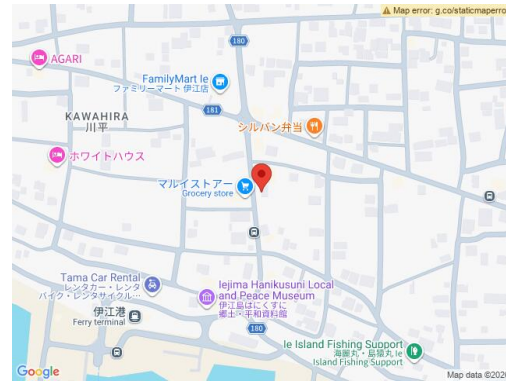 Map error: g.co/staticmaperro
180
AGARI
FamilyMart Ie
ファミリーマート 伊江店
181
KAWAHIRA
川平
シルバン弁当
ホワイトハウス
マルイストアー
Grocery store
Tama Car Rental
レンタカー・レンタ
バイク・レンタサイクル…
Iejima Hanikusuni Local
and Peace Museum
伊江島はにくすに
郷土・平和資料館
伊江港
Ferry terminal
180
Ie Island Fishing Support
海園丸・島猿丸 Ie
Island Fishing Support
Google
Map data ©2026